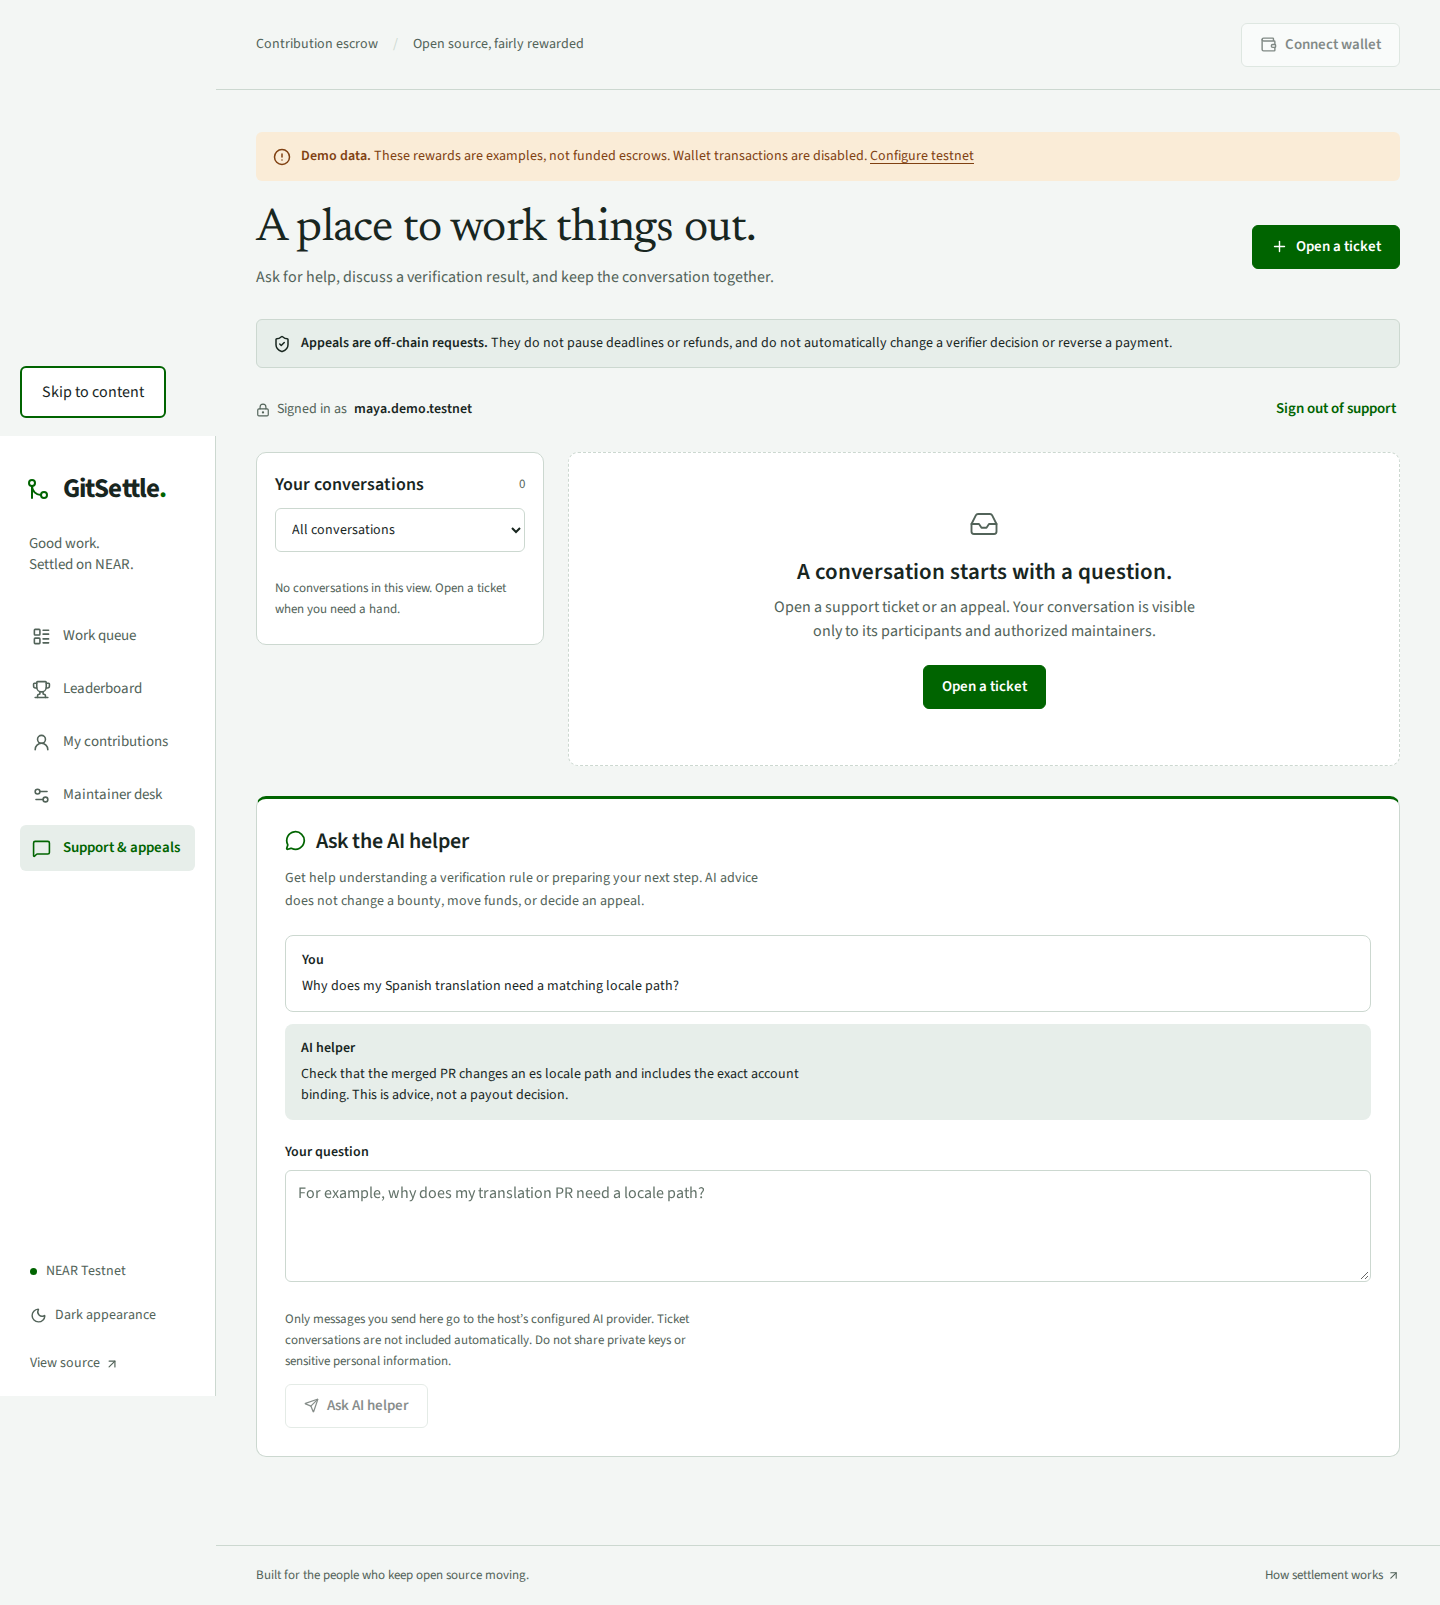 Contribution escrow / Open source, fairly rewarded
Connect wallet
Demo data. These rewards are examples, not funded escrows. Wallet transactions are disabled. Configure testnet
A place to work things out.
Ask for help, discuss a verification result, and keep the conversation together.
Open a ticket
Appeals are off-chain requests. They do not pause deadlines or refunds, and do not automatically change a verifier decision or reverse a payment.
Skip to content
Signed in as maya.demo.testnet
Sign out of support
GitSettle.
Good work.
Settled on NEAR.
Work queue
Leaderboard
My contributions
Maintainer desk
Support & appeals
NEAR Testnet
Dark appearance
View source
Your conversations
0
All conversations
No conversations in this view. Open a ticket
when you need a hand.
A conversation starts with a question.
Open a support ticket or an appeal. Your conversation is visible
only to its participants and authorized maintainers.
Open a ticket
Ask the AI helper
Get help understanding a verification rule or preparing your next step. AI advice
does not change a bounty, move funds, or decide an appeal.
You
Why does my Spanish translation need a matching locale path?
AI helper
Check that the merged PR changes an es locale path and includes the exact account
binding. This is advice, not a payout decision.
Your question
For example, why does my translation PR need a locale path?
Only messages you send here go to the host’s configured AI provider. Ticket
conversations are not included automatically. Do not share private keys or
sensitive personal information.
Ask AI helper
Built for the people who keep open source moving.
How settlement works